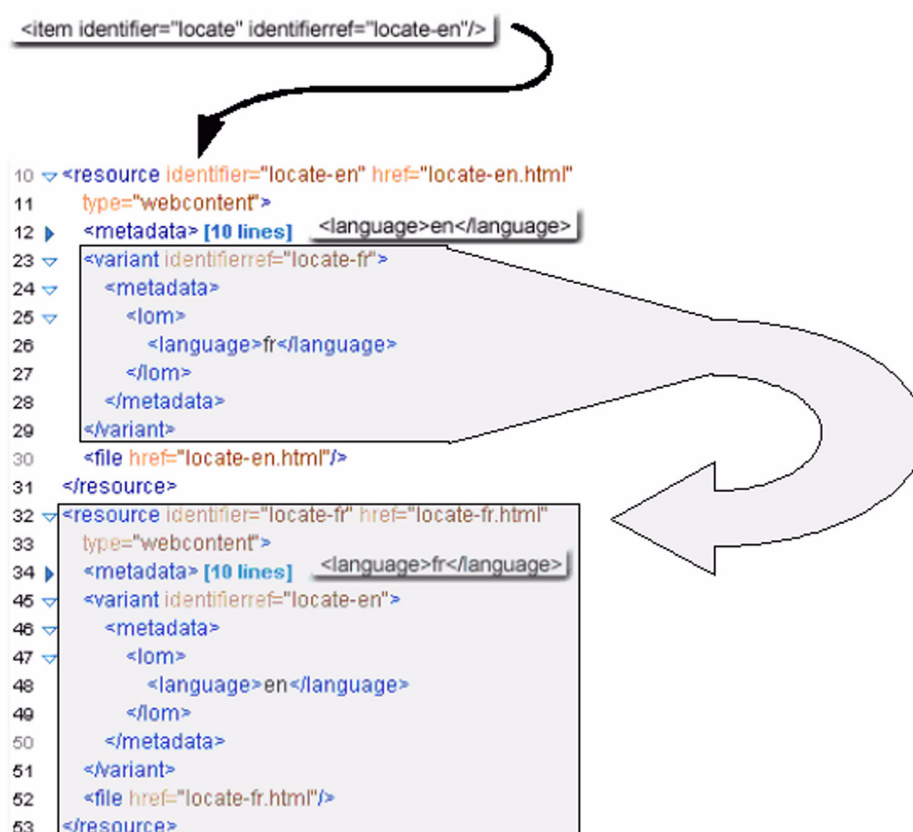 <item identifier="locate" identifierref="locate-en"/>
10 <resource identifier="locate-en" href="locate-en.html"
11 type="webcontent">
12 <metadata> [10 lines] <language>en</language>
23 <variant identifierref="locate-fr">
24 <metadata>
25 <lom>
26 <language>fr</language>
27 </lom>
28 </metadata>
29 </variant>
30 <file href="locate-en.html"/>
31 </resource>
32 <resource identifier="locate-fr" href="locate-fr.html"
33 type="webcontent">
34 <metadata> [10 lines] <language>fr</language>
45 <variant identifierref="locate-en">
46 <metadata>
47 <lom>
48 <language>en</language>
49 </lom>
50 </metadata>
51 </variant>
52 <file href="locate-fr.html"/>
53 </resource>